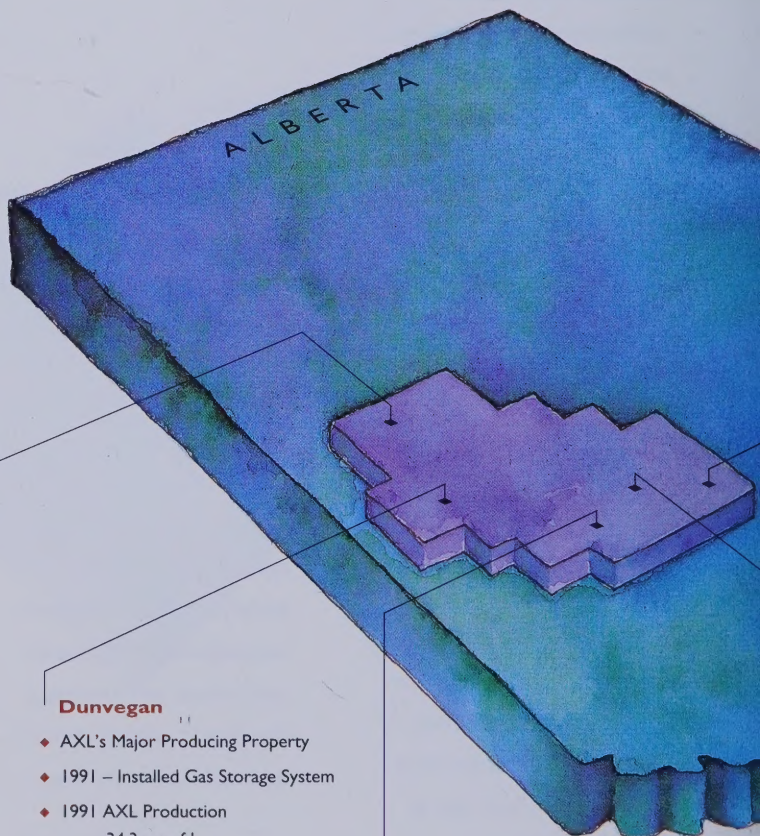 ALBERTA
Dunvegan
◆ AXL's Major Producing Property
◆ 1991 – Installed Gas Storage System
◆ 1991 AXL Production